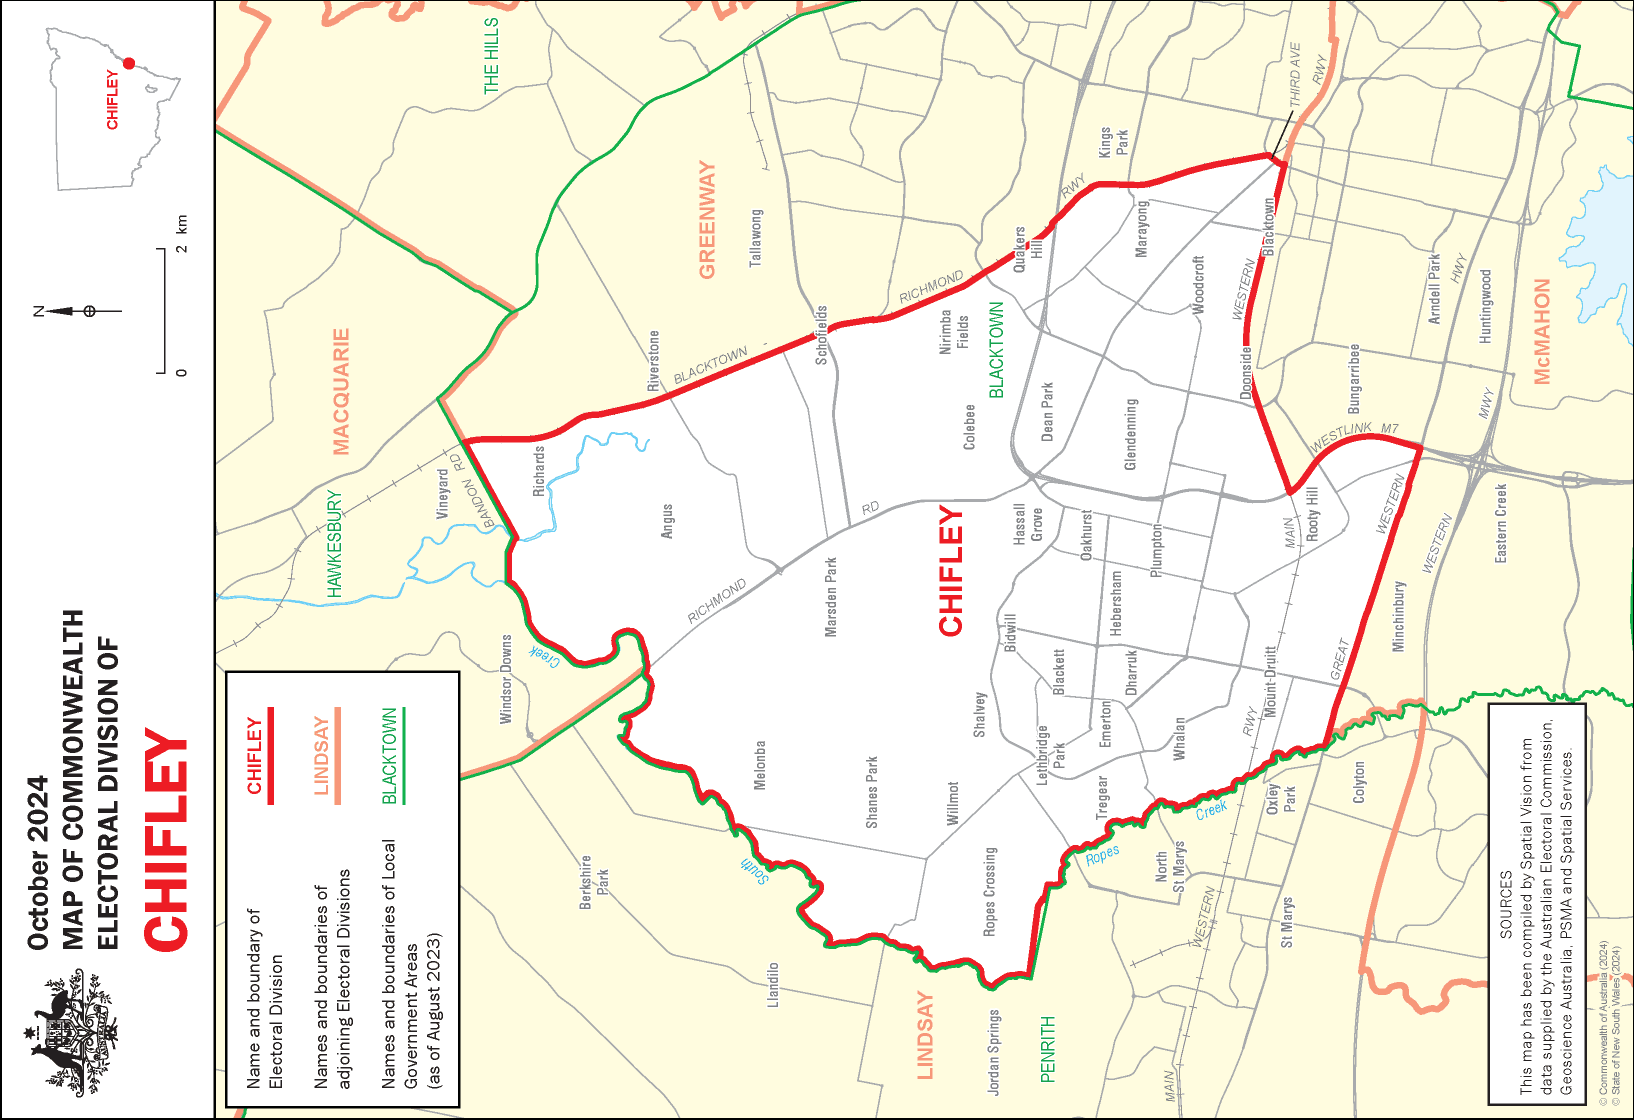 October 2024
MAP OF COMMONWEALTH
ELECTORAL DIVISION OF
CHIFLEY
N
0
2 km
CHIFLEY
Name and boundary of
Electoral Division
CHIFLEY
Names and boundaries of
adjoining Electoral Divisions
LINDSAY
Names and boundaries of Local
Government Areas
(as of August 2023)
BLACKTOWN
MACQUARIE
HAWKESBURY
THE HILLS
GREENWAY
Vineyard
BANDON RD
Richards
Windsor Downs
Creek
Riverstone
BLACKTOWN
Tallawong
Angus
RICHMOND
RD
Schofields
RICHMOND
RWY
Marsden Park
Melonba
Berkshire
Park
South
Llandilo
Shanes Park
Willmot
Nirimba
Fields
BLACKTOWN
Colebee
CHIFLEY
Quakers
Hill
Kings
Park
Marayong
Dean Park
Hassall
Grove
Shalvey
Bidwill
Ropes Crossing
LINDSAY
Jordan Springs
PENRITH
Blackett
Lethbridge
Park
Oakhurst
Hebersham
Emerton
Dharruk
Tregear
Ropes
Creek
Glendenning
Plumpton
Whalan
North
St Marys
Woodcroft
Blacktown
WESTERN
Doonside
THIRD AVE
RWY
MAIN
Rooty Hill
Mount Druitt
RWY
Oxley
Park
St Marys
WESTERN
MAIN
Bungarribee
WESTLINK M7
WESTERN
GREAT
Colyton
Minchinbury
Arndell Park
HWY
Huntingwood
MWY
WESTERN
Eastern Creek
McMAHON
SOURCES
This map has been compiled by Spatial Vision from
data supplied by the Australian Electoral Commission,
Geoscience Australia, PSMA and Spatial Services.
© Commonwealth of Australia (2024)
© State of New South Wales (2024)